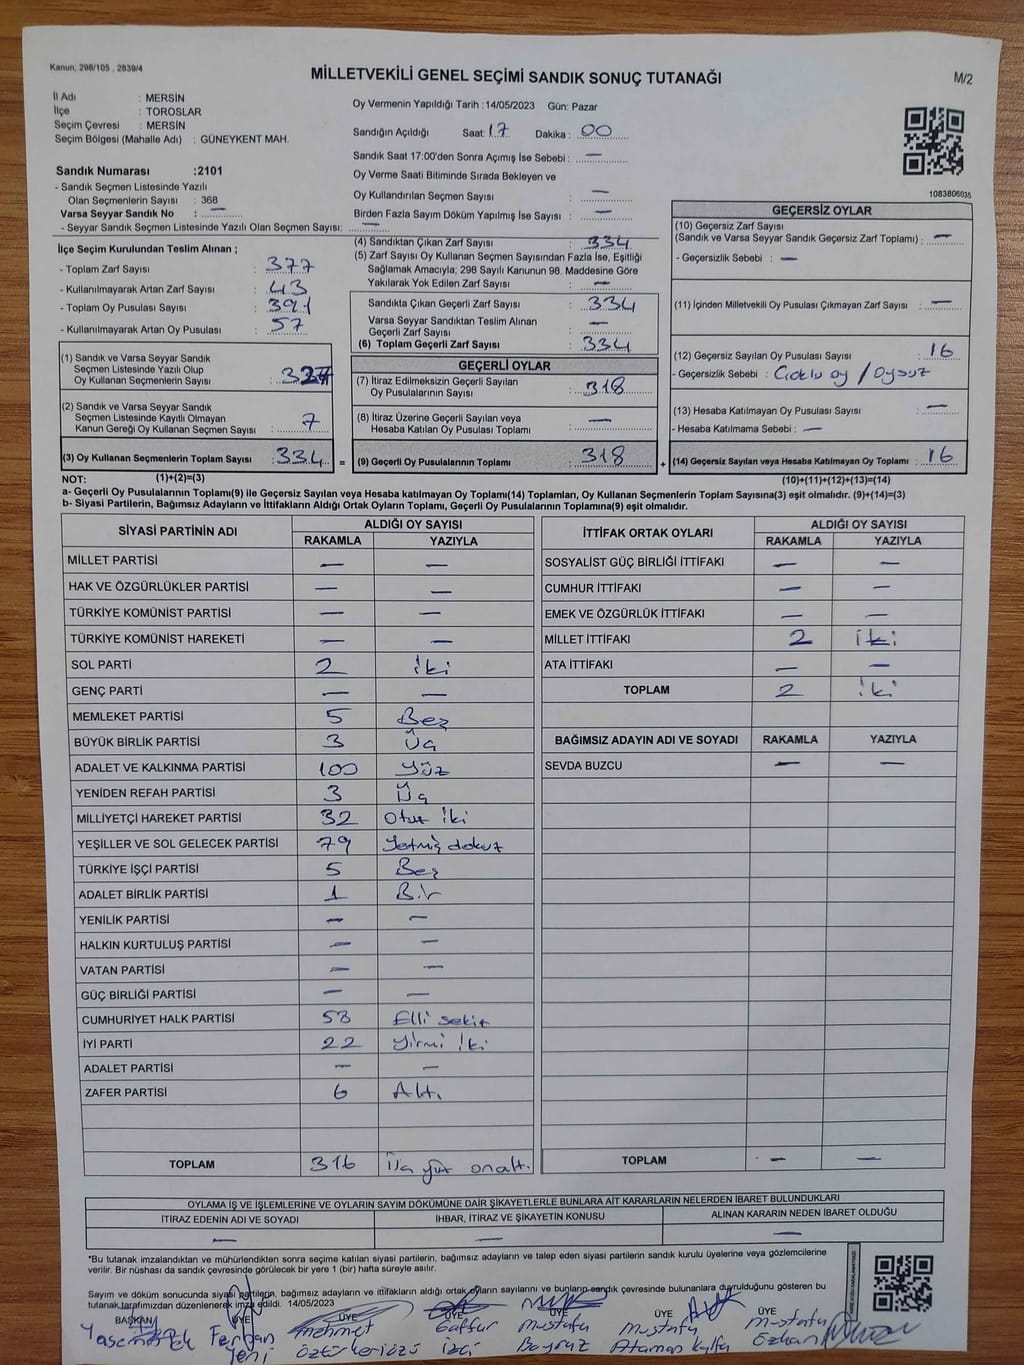 Kanun; 298/105 , 2839/4
MİLLETVEKİLİ GENEL SEÇİMİ SANDIK SONUÇ TUTANAĞI
M/2
İl Adı : MERSİN
İlçe : TOROSLAR
Seçim Çevresi : MERSİN
Seçim Bölgesi (Mahalle Adı) : GÜNEYKENT MAH.
Oy Vermenin Yapıldığı Tarih :14/05/2023 Gün: Pazar
Sandığın Açıldığı Saat: 17 Dakika : 00
Sandık Saat 17:00'den Sonra Açımış İse Sebebi : —
Oy Verme Saati Bitiminde Sırada Bekleyen ve
Oy Kullandırılan Seçmen Sayısı : —
Birden Fazla Sayım Döküm Yapılmış İse Sayısı : —
Sandık Numarası :2101
- Sandık Seçmen Listesinde Yazılı
Olan Seçmenlerin Sayısı : 368
Varsa Seyyar Sandık No : —
- Seyyar Sandık Seçmen Listesinde Yazılı Olan Seçmen Sayısı: —
1083806035
İlçe Seçim Kurulundan Teslim Alınan ;
- Toplam Zarf Sayısı : 377
- Kullanılmayarak Artan Zarf Sayısı : 43
- Toplam Oy Pusulası Sayısı : 391
- Kullanılmayarak Artan Oy Pusulası : 57
(1) Sandık ve Varsa Seyyar Sandık
Seçmen Listesinde Yazılı Olup
Oy Kullanan Seçmenlerin Sayısı : 327
(2) Sandık ve Varsa Seyyar Sandık
Seçmen Listesinde Kayıtlı Olmayan
Kanun Gereği Oy Kullanan Seçmen Sayısı : 7
(3) Oy Kullanan Seçmenlerin Toplam Sayısı : 334 =
(4) Sandıktan Çıkan Zarf Sayısı : 334
(5) Zarf Sayısı Oy Kullanan Seçmen Sayısından Fazla İse, Eşitliği
Sağlamak Amacıyla; 298 Sayılı Kanunun 98. Maddesine Göre
Yakılarak Yok Edilen Zarf Sayısı : —
Sandıkta Çıkan Geçerli Zarf Sayısı : 334
Varsa Seyyar Sandıktan Teslim Alınan
Geçerli Zarf Sayısı : —
(6) Toplam Geçerli Zarf Sayısı : 334
GEÇERLİ OYLAR
(7) İtiraz Edilmeksizin Geçerli Sayılan
Oy Pusulalarının Sayısı : 318
(8) İtiraz Üzerine Geçerli Sayılan veya
Hesaba Katılan Oy Pusulası Toplamı : —
(9) Geçerli Oy Pusulalarının Toplamı : 318 +
GEÇERSİZ OYLAR
(10) Geçersiz Zarf Sayısı
(Sandık ve Varsa Seyyar Sandık Geçersiz Zarf Toplamı) : —
- Geçersizlik Sebebi : —
(11) İçinden Milletvekili Oy Pusulası Çıkmayan Zarf Sayısı : —
(12) Geçersiz Sayılan Oy Pusulası Sayısı : 16
- Geçersizlik Sebebi : Çoklu oy / Oysuz
(13) Hesaba Katılmayan Oy Pusulası Sayısı : —
- Hesaba Katılmama Sebebi : —
(14) Geçersiz Sayılan veya Hesaba Katılmayan Oy Toplamı : 16
NOT: (1)+(2)=(3) (10)+(11)+(12)+(13)=(14)
a- Geçerli Oy Pusulalarının Toplamı(9) ile Geçersiz Sayılan veya Hesaba katılmayan Oy Toplamı(14) Toplamları, Oy Kullanan Seçmenlerin Toplam Sayısına(3) eşit olmalıdır. (9)+(14)=(3)
b- Siyasi Partilerin, Bağımsız Adayların ve İttifakların Aldığı Ortak Oyların Toplamı, Geçerli Oy Pusulalarının Toplamına(9) eşit olmalıdır.
SİYASİ PARTİNİN ADI ALDIĞI OY SAYISI
RAKAMLA YAZIYLA
MİLLET PARTİSİ — —
HAK VE ÖZGÜRLÜKLER PARTİSİ — —
TÜRKİYE KOMÜNİST PARTİSİ — —
TÜRKİYE KOMÜNİST HAREKETİ — —
SOL PARTİ 2 iki
GENÇ PARTİ — —
MEMLEKET PARTİSİ 5 Beş
BÜYÜK BİRLİK PARTİSİ 3 Üç
ADALET VE KALKINMA PARTİSİ 100 Yüz
YENİDEN REFAH PARTİSİ 3 Üç
MİLLİYETÇİ HAREKET PARTİSİ 32 Otuz iki
YEŞİLLER VE SOL GELECEK PARTİSİ 79 Yetmiş dokuz
TÜRKİYE İŞÇİ PARTİSİ 5 Beş
ADALET BİRLİK PARTİSİ 1 Bir
YENİLİK PARTİSİ — —
HALKIN KURTULUŞ PARTİSİ — —
VATAN PARTİSİ — —
GÜÇ BİRLİĞİ PARTİSİ — —
CUMHURİYET HALK PARTİSİ 58 Elli sekiz
İYİ PARTİ 22 Yirmi iki
ADALET PARTİSİ — —
ZAFER PARTİSİ 6 Altı
TOPLAM 316 Üç yüz onaltı
İTTİFAK ORTAK OYLARI ALDIĞI OY SAYISI
RAKAMLA YAZIYLA
SOSYALİST GÜÇ BİRLİĞİ İTTİFAKI — —
CUMHUR İTTİFAKI — —
EMEK VE ÖZGÜRLÜK İTTİFAKI — —
MİLLET İTTİFAKI 2 iki
ATA İTTİFAKI — —
TOPLAM 2 iki
BAĞIMSIZ ADAYIN ADI VE SOYADI RAKAMLA YAZIYLA
SEVDA BUZCU — —
TOPLAM — —
OYLAMA İŞ VE İŞLEMLERİNE VE OYLARIN SAYIM DÖKÜMÜNE DAİR ŞİKAYETLERLE BUNLARA AİT KARARLARIN NELERDEN İBARET BULUNDUKLARI
İTİRAZ EDENİN ADI VE SOYADI İHBAR, İTİRAZ VE ŞİKAYETİN KONUSU ALINAN KARARIN NEDEN İBARET OLDUĞU
— —
*Bu tutanak imzalandıktan ve mühürlendikten sonra seçime katılan siyasi partilerin, bağımsız adayların ve talep eden siyasi partilerin sandık kurulu üyelerine veya gözlemcilerine
verilir. Bir nüshası da sandık çevresinde görülecek bir yere 1 (bir) hafta süreyle asılır.
Sayım ve döküm sonucunda siyasi partilerin, bağımsız adayların ve ittifakların aldığı ortak oyların sayılarını ve bunların sandık çevresinde bulunanlara duyrulduğunu gösteren bu
tutanak tarafımızdan düzenlenerek imza edildi. 14/05/2023
BAŞKAN ÜYE ÜYE ÜYE ÜYE ÜYE ÜYE
Ferhan Mehmet Gaffur Mustafa Mustafa Mustafa
Yeni İzci Boyraz Ataman Özkan